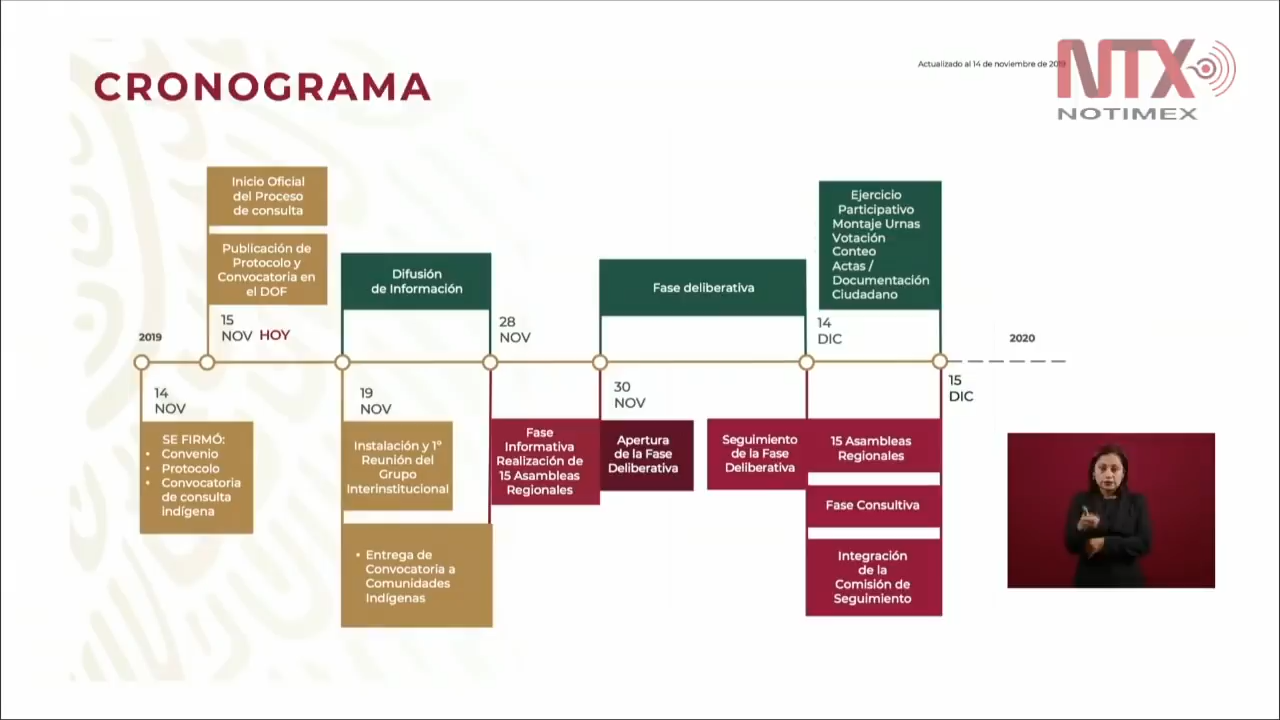 CRONOGRAMA
Actualizado al 14 de noviembre de 2019
NTX
NOTIMEX
Inicio Oficial
del Proceso
de consulta
Publicación de
Protocolo y
Convocatoria en
el DOF
15
NOV HOY
2019
14
NOV
SE FIRMÓ:
• Convenio
• Protocolo
• Convocatoria
de consulta
indígena
Difusión
de Información
19
NOV
Instalación y 1º
Reunión del
Grupo
Interinstitucional
• Entrega de
Convocatoria a
Comunidades
Indígenas
28
NOV
Fase
Informativa
Realización de
15 Asambleas
Regionales
Fase deliberativa
30
NOV
Apertura
de la Fase
Deliberativa
Seguimiento
de la Fase
Deliberativa
Ejercicio
Participativo
Montaje Urnas
Votación
Conteo
Actas /
Documentación
Ciudadano
14
DIC
15 Asambleas
Regionales
Fase Consultiva
Integración
de la
Comisión de
Seguimiento
15
DIC
2020